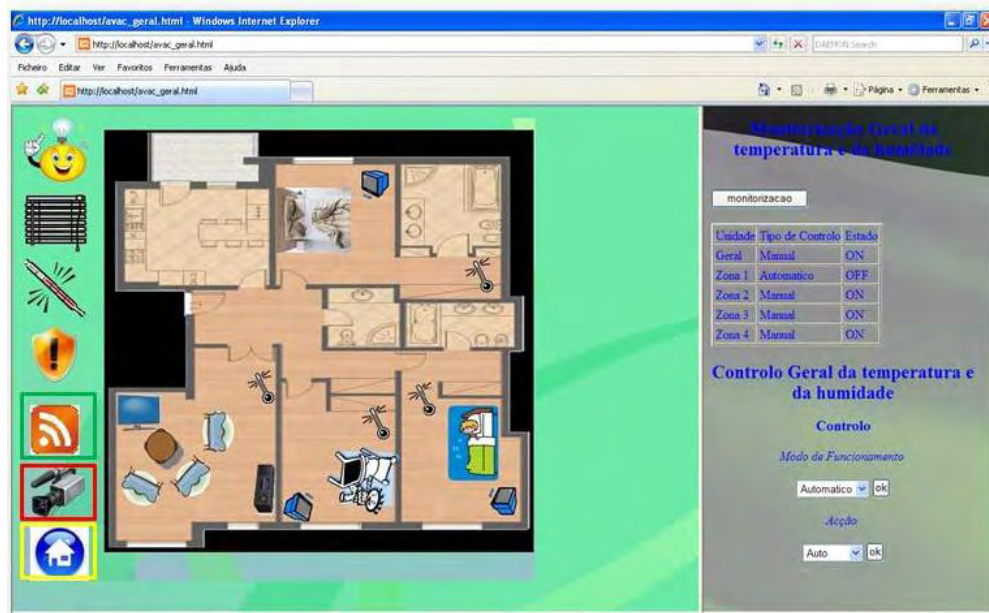 http://localhost/avac_geral.html - Windows Internet Explorer
http://localhost/avac_geral.html
DAEMON Search
Ficheiro Editar Ver Favoritos Ferramentas Ajuda
http://localhost/avac_geral.html
Página
Ferramentas
Monitorização Geral da
temperatura e da humidade
monitorizacao
Unidade Tipo de Controlo Estado
Geral Manual ON
Zona 1 Automatico OFF
Zona 2 Manual ON
Zona 3 Manual ON
Zona 4 Manual ON
Controlo Geral da temperatura e
da humidade
Controlo
Modo de Funcionamento
Automatico ok
Acção
Auto ok